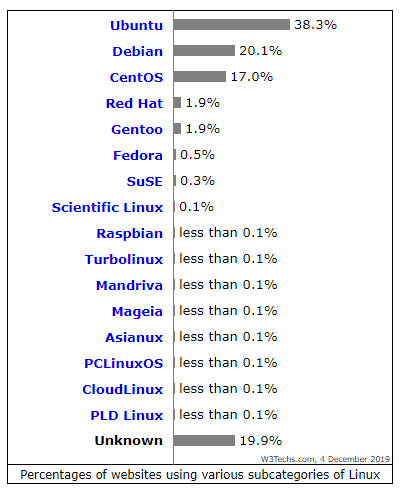 Ubuntu 38.3%
Debian 20.1%
CentOS 17.0%
Red Hat 1.9%
Gentoo 1.9%
Fedora 0.5%
SuSE 0.3%
Scientific Linux 0.1%
Raspbian less than 0.1%
Turbolinux less than 0.1%
Mandriva less than 0.1%
Mageia less than 0.1%
Asianux less than 0.1%
PCLinuxOS less than 0.1%
CloudLinux less than 0.1%
PLD Linux less than 0.1%
Unknown 19.9%
W3Techs.com, 4 December 2019
Percentages of websites using various subcategories of Linux